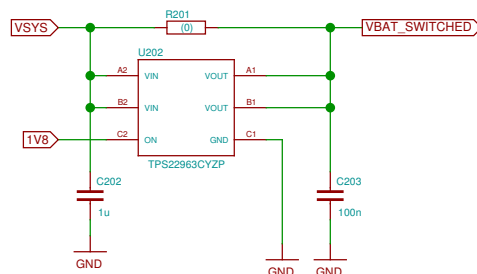 VSYS
R201
(0)
VBAT_SWITCHED
U202
A2 VIN VOUT A1
B2 VIN VOUT B1
1V8
C2 ON GND C1
TPS22963CYZP
C202
1u
C203
100n
GND
GND
GND